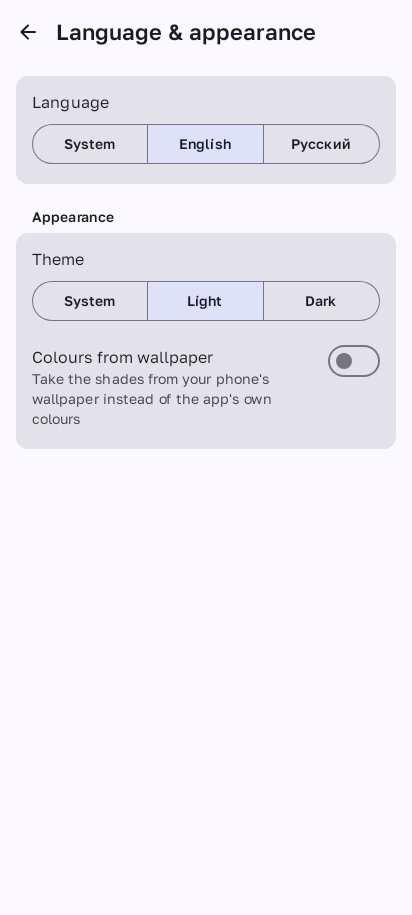 Language & appearance
Language
System English Русский
Appearance
Theme
System Light Dark
Colours from wallpaper
Take the shades from your phone's
wallpaper instead of the app's own
colours